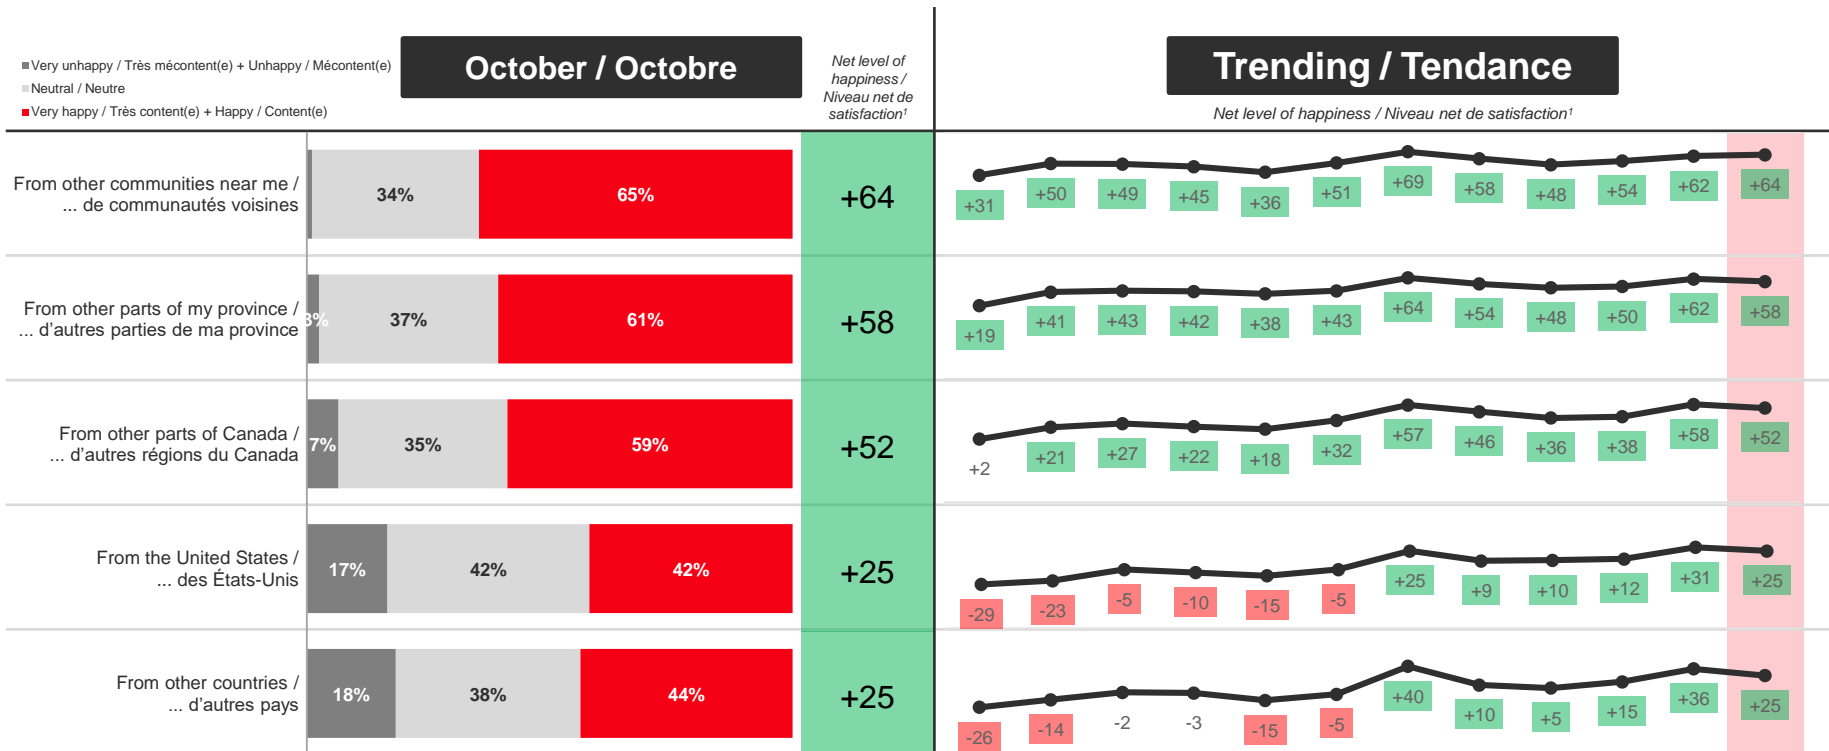 Very unhappy / Très mécontent(e) + Unhappy / Mécontent(e)
Neutral / Neutre
Very happy / Très content(e) + Happy / Content(e)
October / Octobre
Net level of
happiness /
Niveau net de
satisfaction¹
Trending / Tendance
Net level of happiness / Niveau net de satisfaction¹
From other communities near me /
... de communautés voisines
34%
65%
+64
+31 +50 +49 +45 +36 +51 +69 +58 +48 +54 +62 +64
From other parts of my province /
... d'autres parties de ma province
3%
37%
61%
+58
+19 +41 +43 +42 +38 +43 +64 +54 +48 +50 +62 +58
From other parts of Canada /
... d'autres régions du Canada
7%
35%
59%
+52
+2 +21 +27 +22 +18 +32 +57 +46 +36 +38 +58 +52
From the United States /
... des États-Unis
17%
42%
42%
+25
-29 -23 -5 -10 -15 -5 +25 +9 +10 +12 +31 +25
From other countries /
... d'autres pays
18%
38%
44%
+25
-26 -14 -2 -3 -15 -5 +40 +10 +5 +15 +36 +25